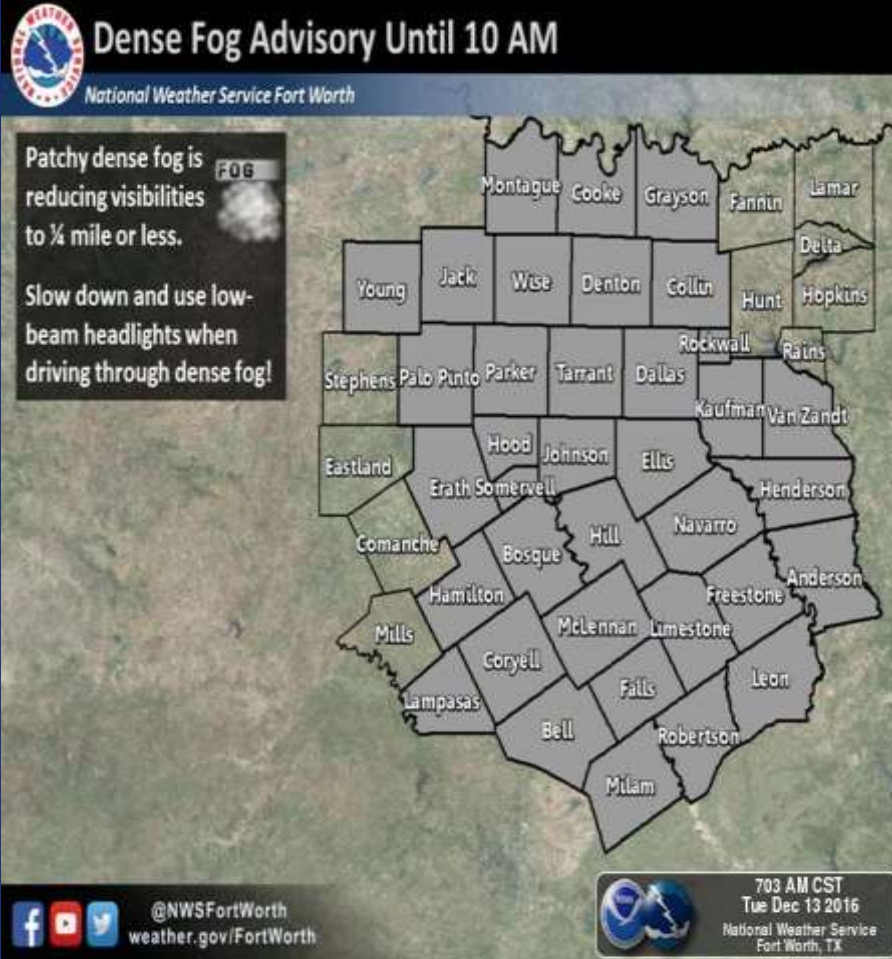 Dense Fog Advisory Until 10 AM
National Weather Service Fort Worth
NATIONAL WEATHER SERVICE
Patchy dense fog is
reducing visibilities
to ¼ mile or less.
FOG
Slow down and use low-
beam headlights when
driving through dense fog!
Montague
Cooke
Grayson
Fannin
Lamar
Delta
Young
Jack
Wise
Denton
Collin
Hunt
Hopkins
Rockwall
Rains
Stephens
Palo Pinto
Parker
Tarrant
Dallas
Kaufman
Van Zandt
Eastland
Erath
Hood
Somervell
Johnson
Ellis
Henderson
Comanche
Bosque
Hill
Navarro
Hamilton
Freestone
Anderson
Mills
McLennan
Limestone
Coryell
Lampasas
Falls
Leon
Bell
Robertson
Milam
@NWSFortWorth
weather.gov/FortWorth
703 AM CST
Tue Dec 13 2016
National Weather Service
Fort Worth, TX